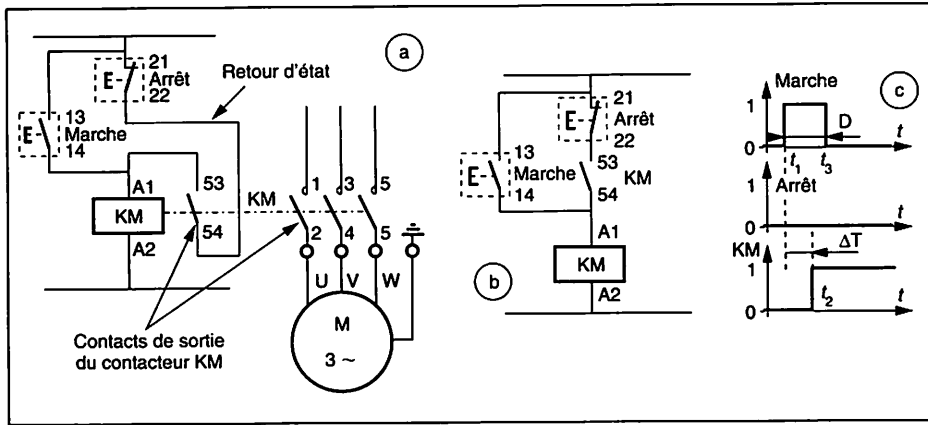 a
21
Arrêt
22
Retour d'état
13
Marche
14
A1
KM
A2
53
54
KM
1
3
5
2
4
5
U
V
W
M
3 ~
Contacts de sortie
du contacteur KM
b
21
Arrêt
22
13
Marche
14
53
KM
54
A1
KM
A2
E
E
E
E
c
Marche
1
D
0
t
t1
t3
1
Arrêt
0
t
KM
ΔT
1
t2
0
t